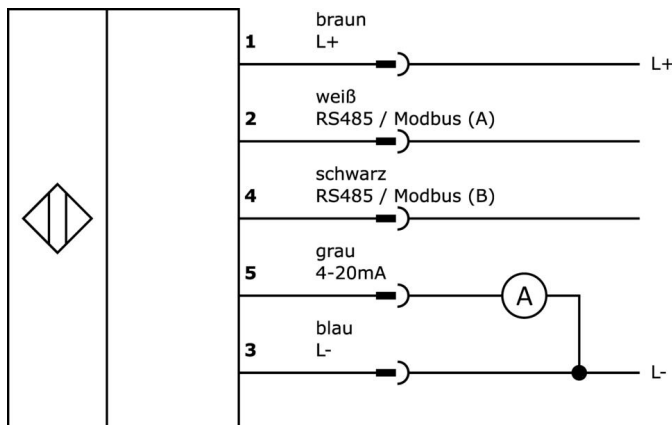 braun
1 L+
L+
weiß
2 RS485 / Modbus (A)
schwarz
4 RS485 / Modbus (B)
grau
5 4-20mA
A
blau
3 L-
L-